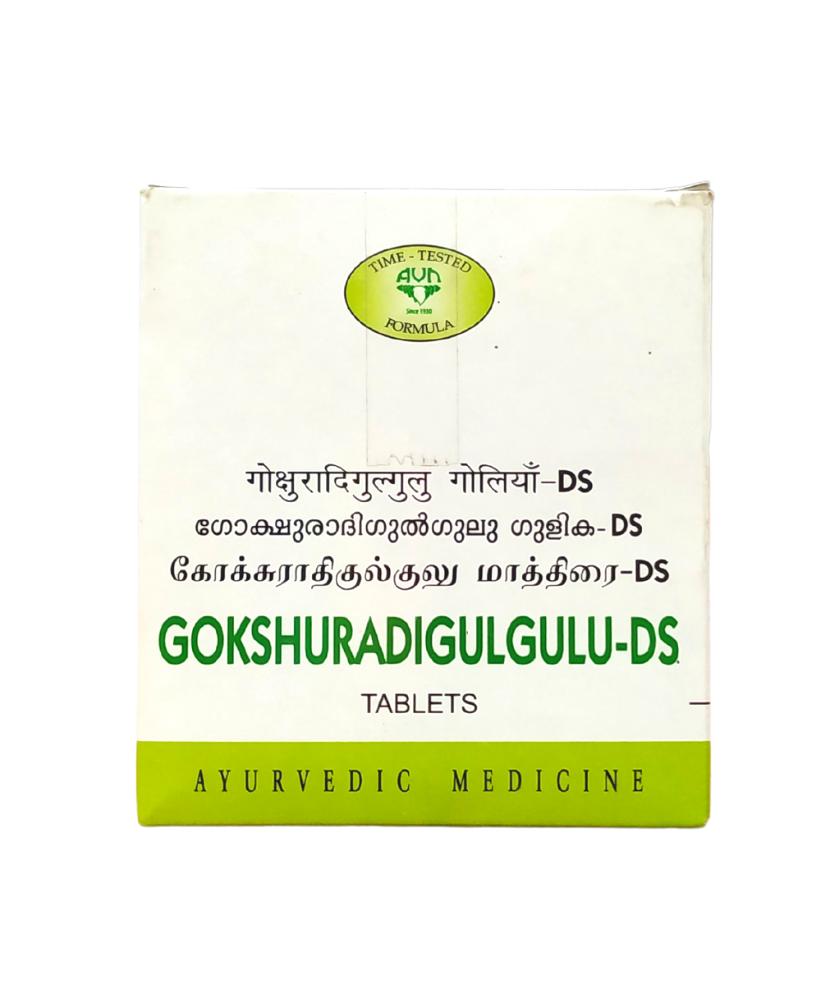 TIME - TESTED
AVN
Since 1930
FORMULA
गोक्षुरादिगुल्गुलु गोलियाँ-DS
ഗോക്ഷുരാദിഗുൽഗുലു ഗുളിക-DS
கோக்சுராதிகுல்குலு மாத்திரை-DS
GOKSHURADIGULGULU-DS
TABLETS
AYURVEDIC MEDICINE